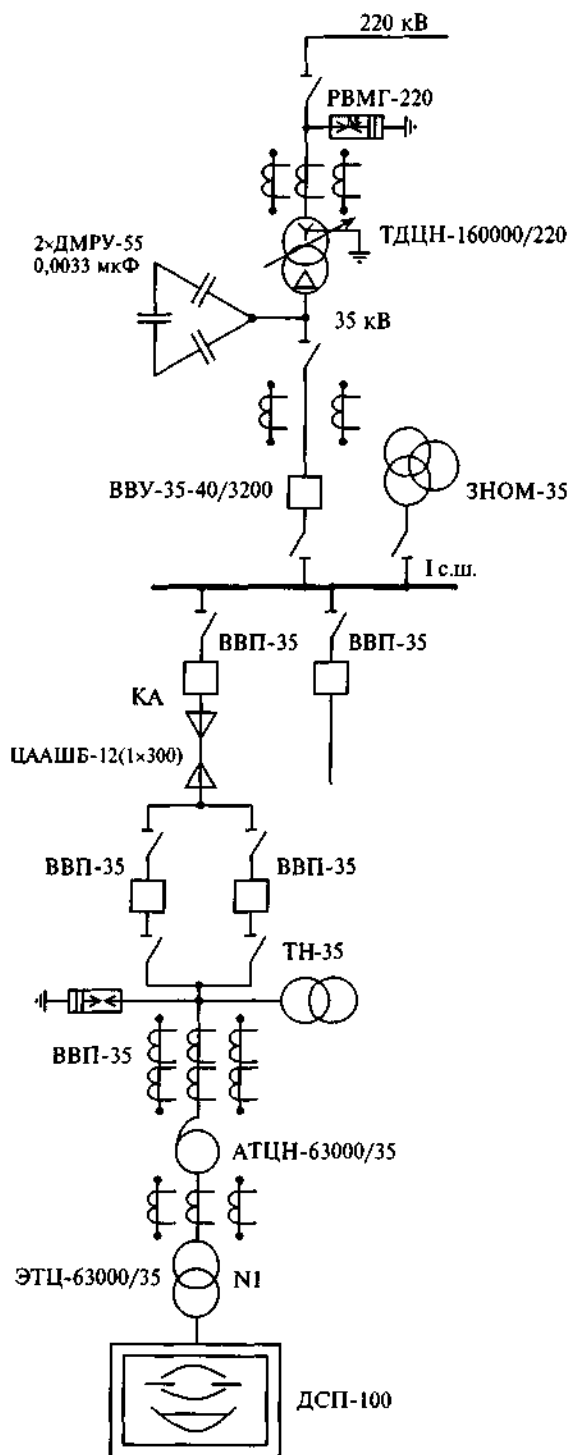 220 кВ
РВМГ-220
ТДЦН-160000/220
2×ДМРУ-55
0,0033 мкФ
35 кВ
ВВУ-35-40/3200
ЗНОМ-35
I с.ш.
ВВП-35
ВВП-35
КА
ЦААШБ-12(1×300)
ВВП-35
ВВП-35
ТН-35
ВВП-35
АТЦН-63000/35
ЭТЦ-63000/35
N1
ДСП-100